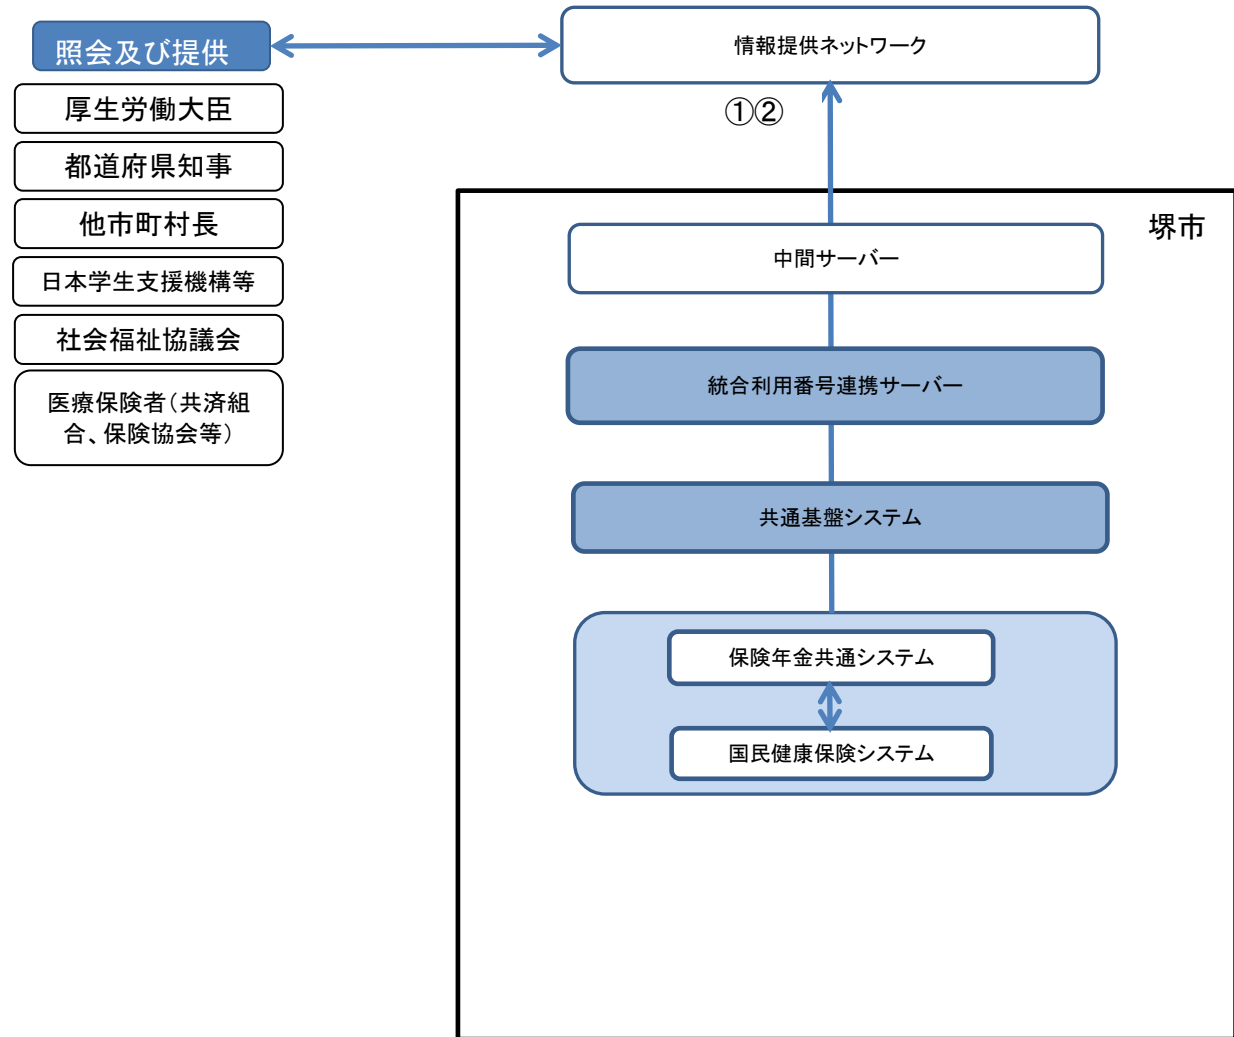 照会及び提供
情報提供ネットワーク
厚生労働大臣
①②
都道府県知事
他市町村長
堺市
日本学生支援機構等
中間サーバー
社会福祉協議会
医療保険者（共済組
合、保険協会等）
統合利用番号連携サーバー
共通基盤システム
保険年金共通システム
国民健康保険システム